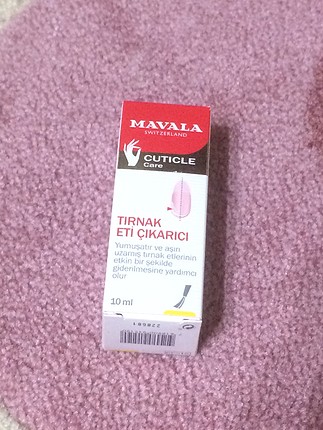 MAVALA
SWITZERLAND
CUTICLE
Care
TIRNAK
ETİ ÇIKARICI
Yumuşatır ve aşırı
uzamış tırnak etlerinin
etkin bir şekilde
giderilmesine yardımcı
olur
10 ml